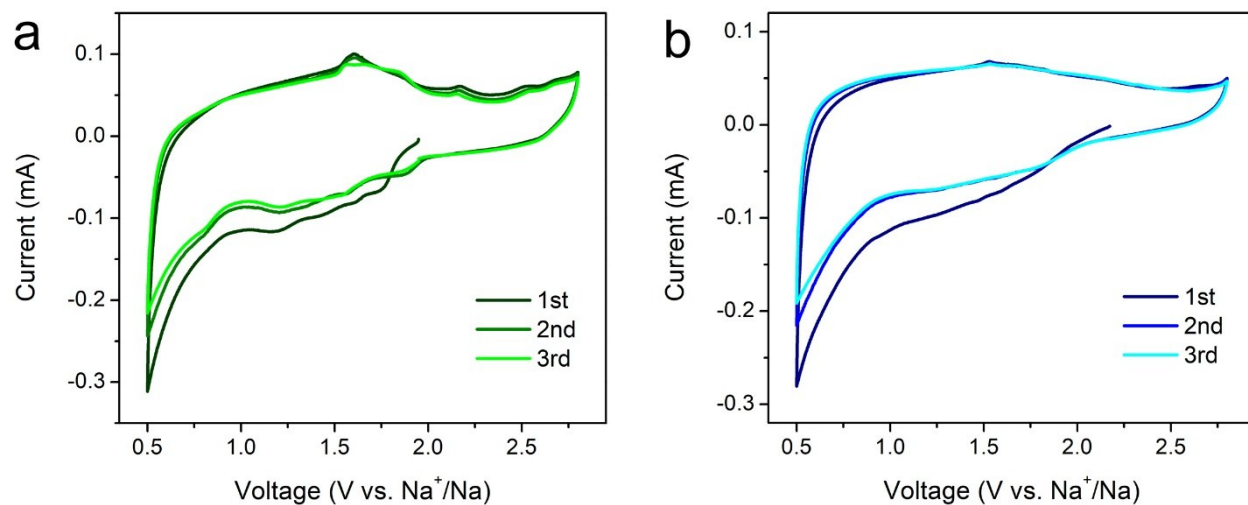 a
Current (mA)
0.1
0.0
-0.1
-0.2
-0.3
1st
2nd
3rd
0.5 1.0 1.5 2.0 2.5
Voltage (V vs. Na⁺/Na)
b
Current (mA)
0.1
0.0
-0.1
-0.2
-0.3
1st
2nd
3rd
0.5 1.0 1.5 2.0 2.5
Voltage (V vs. Na⁺/Na)